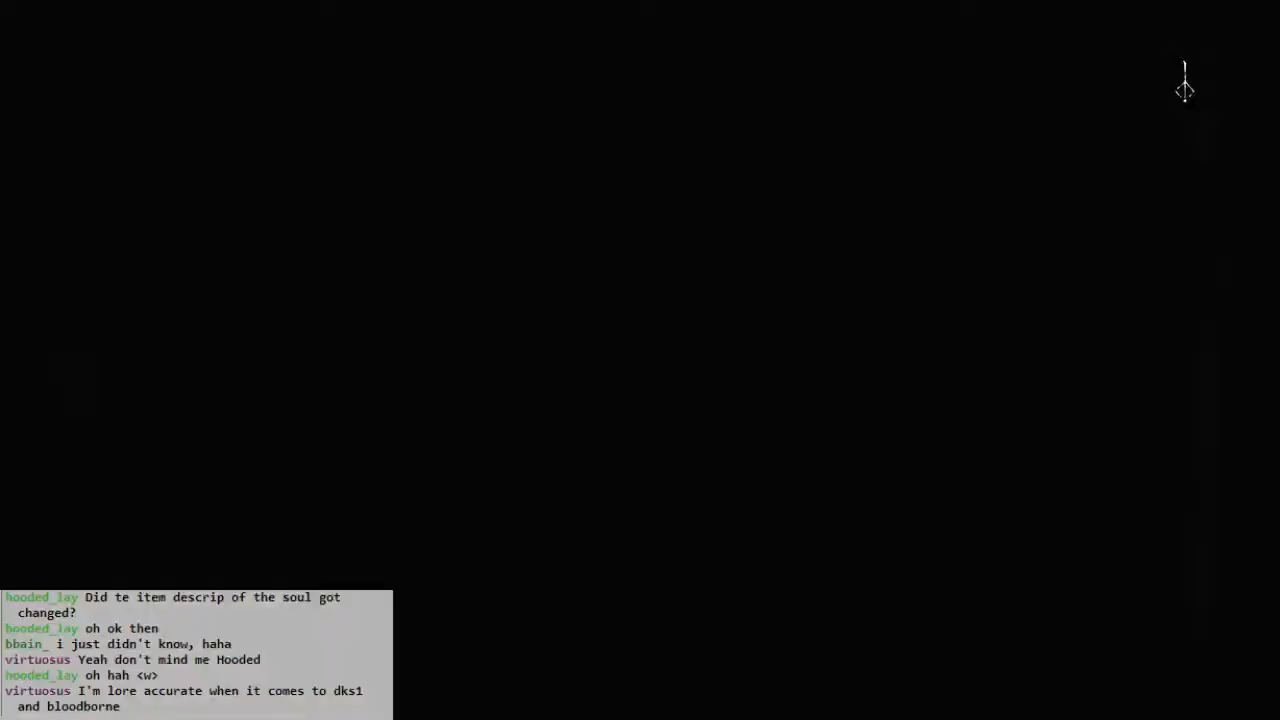 hooded_lay Did te item descrip of the soul got
changed?
hooded_lay oh ok then
bbain_ i just didn't know, haha
virtuosus Yeah don't mind me Hooded
hooded_lay oh hah <w>
virtuosus I'm lore accurate when it comes to dks1
and bloodborne